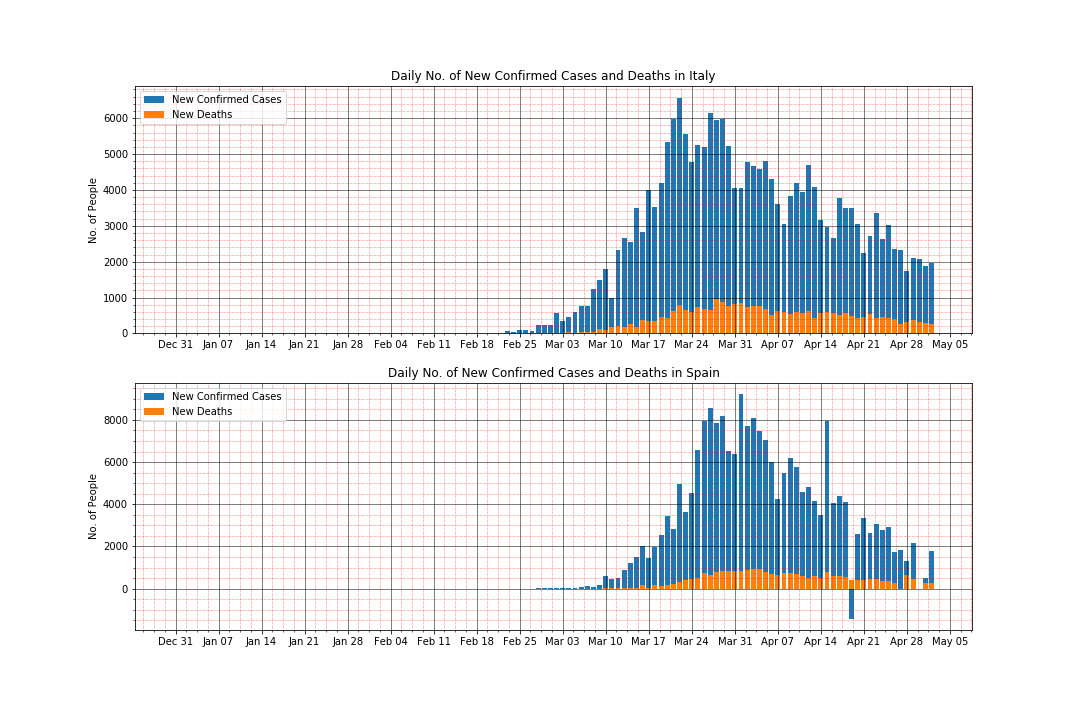 Daily No. of New Confirmed Cases and Deaths in Italy
New Confirmed Cases
New Deaths
No. of People
6000
5000
4000
3000
2000
1000
0
Dec 31 Jan 07 Jan 14 Jan 21 Jan 28 Feb 04 Feb 11 Feb 18 Feb 25 Mar 03 Mar 10 Mar 17 Mar 24 Mar 31 Apr 07 Apr 14 Apr 21 Apr 28 May 05
Daily No. of New Confirmed Cases and Deaths in Spain
New Confirmed Cases
New Deaths
No. of People
8000
6000
4000
2000
0
Dec 31 Jan 07 Jan 14 Jan 21 Jan 28 Feb 04 Feb 11 Feb 18 Feb 25 Mar 03 Mar 10 Mar 17 Mar 24 Mar 31 Apr 07 Apr 14 Apr 21 Apr 28 May 05